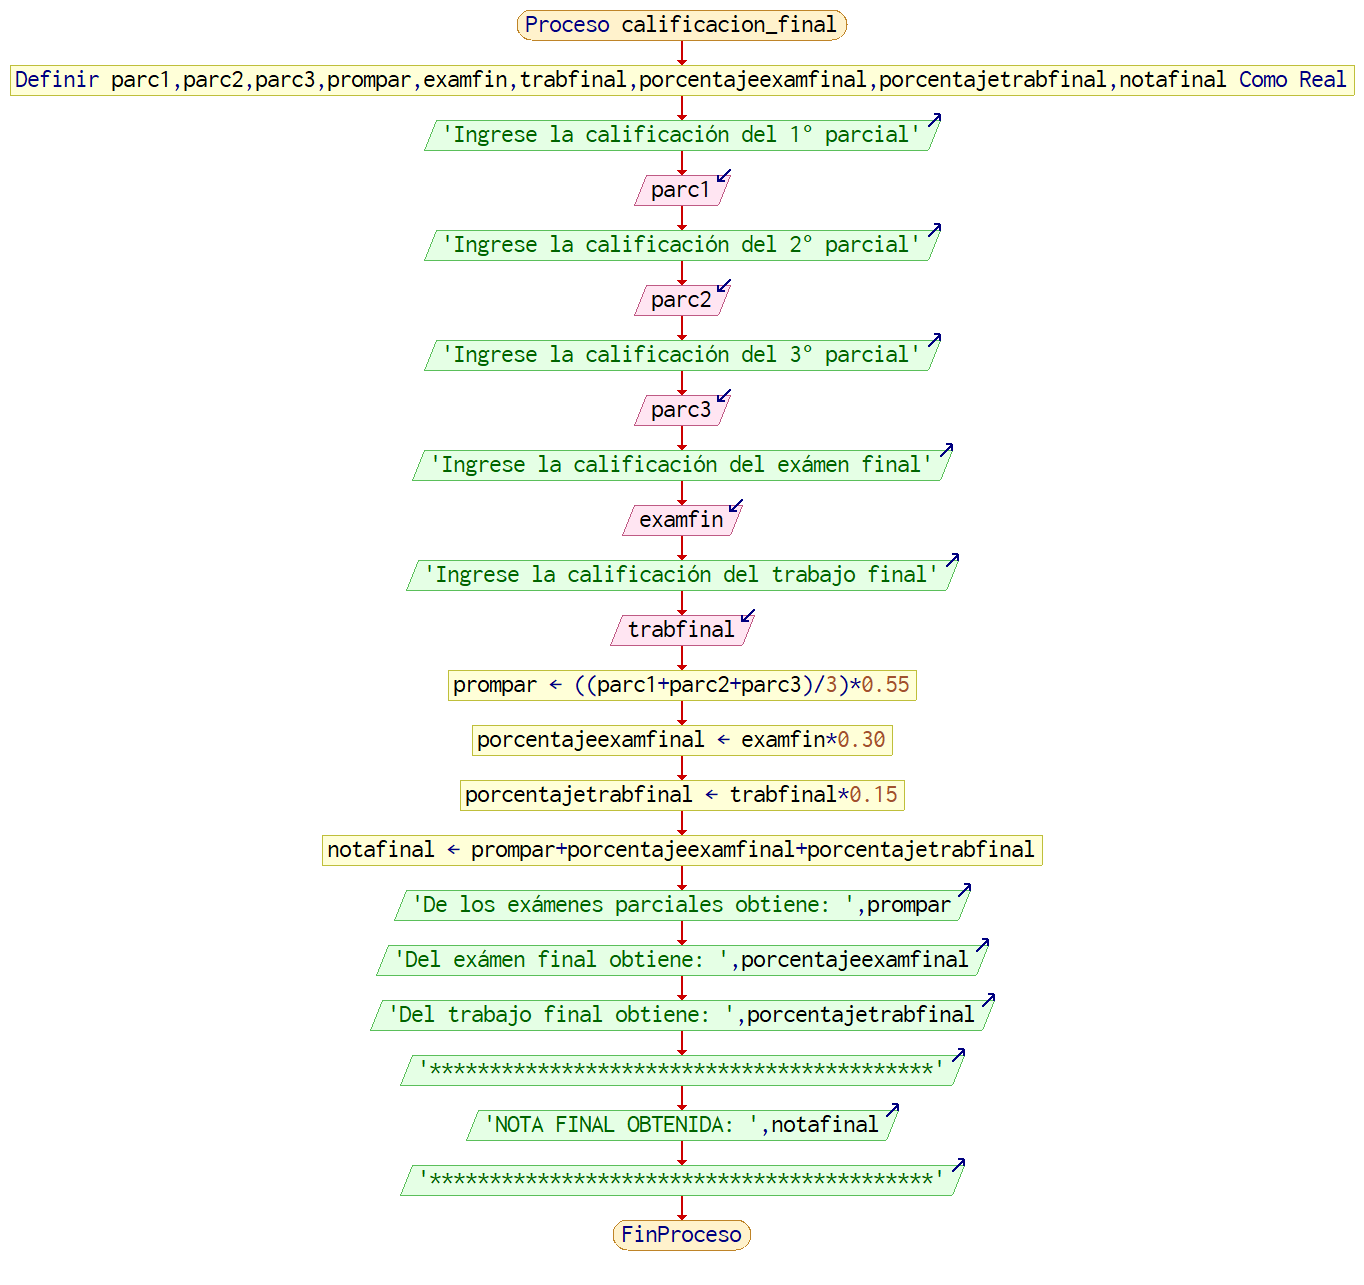 Proceso calificacion_final
Definir parc1,parc2,parc3,prompar,examfin,trabfinal,porcentajeexamfinal,porcentajetrabfinal,notafinal Como Real
'Ingrese la calificación del 1° parcial'
parc1
'Ingrese la calificación del 2° parcial'
parc2
'Ingrese la calificación del 3° parcial'
parc3
'Ingrese la calificación del exámen final'
examfin
'Ingrese la calificación del trabajo final'
trabfinal
prompar ← ((parc1+parc2+parc3)/3)*0.55
porcentajeexamfinal ← examfin*0.30
porcentajetrabfinal ← trabfinal*0.15
notafinal ← prompar+porcentajeexamfinal+porcentajetrabfinal
'De los exámenes parciales obtiene: ',prompar
'Del exámen final obtiene: ',porcentajeexamfinal
'Del trabajo final obtiene: ',porcentajetrabfinal
'******************************************'
'NOTA FINAL OBTENIDA: ',notafinal
'******************************************'
FinProceso